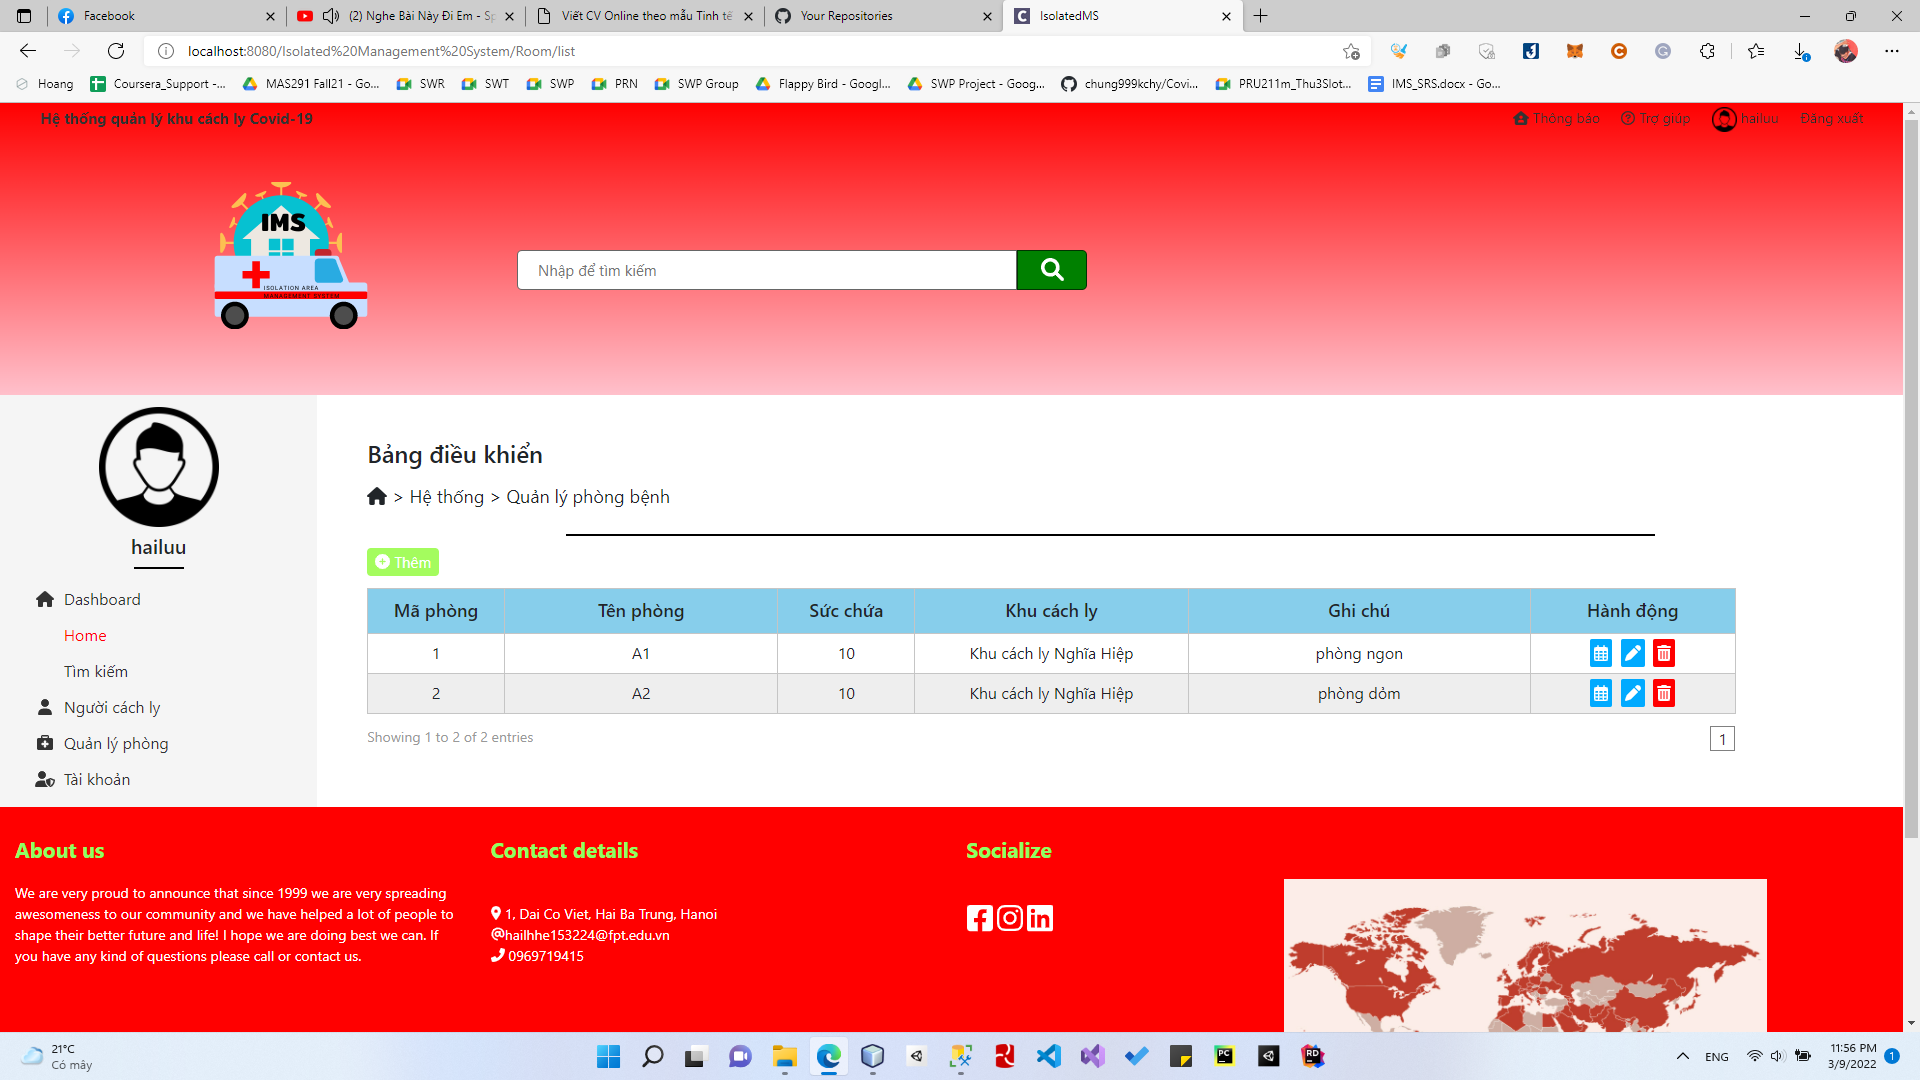 Facebook
(2) Nghe Bài Này Đi Em - Sp
Viết CV Online theo mẫu Tinh tế
Your Repositories
IsolatedMS
localhost:8080/Isolated%20Management%20System/Room/list
Hoang
Coursera_Support -...
MAS291 Fall21 - Go...
SWR
SWT
SWP
PRN
SWP Group
Flappy Bird - Googl...
SWP Project - Goog...
chung999kchy/Covi...
PRU211m_Thu3Slot...
IMS_SRS.docx - Go...
Hệ thống quản lý khu cách ly Covid-19
Thông báo
Trợ giúp
hailuu
Đăng xuất
IMS
ISOLATION AREA
MANAGEMENT SYSTEM
Nhập để tìm kiếm
hailuu
Dashboard
Home
Tìm kiếm
Người cách ly
Quản lý phòng
Tài khoản
Bảng điều khiển
> Hệ thống > Quản lý phòng bệnh
Thêm
Mã phòng Tên phòng Sức chứa Khu cách ly Ghi chú Hành động
1 A1 10 Khu cách ly Nghĩa Hiệp phòng ngon
2 A2 10 Khu cách ly Nghĩa Hiệp phòng dỏm
Showing 1 to 2 of 2 entries
1
About us
We are very proud to announce that since 1999 we are very spreading
awesomeness to our community and we have helped a lot of people to
shape their better future and life! I hope we are doing best we can. If
you have any kind of questions please call or contact us.
Contact details
1, Dai Co Viet, Hai Ba Trung, Hanoi
@hailhhe153224@fpt.edu.vn
0969719415
Socialize
21°C
Có mây
ENG
11:56 PM
3/9/2022
1